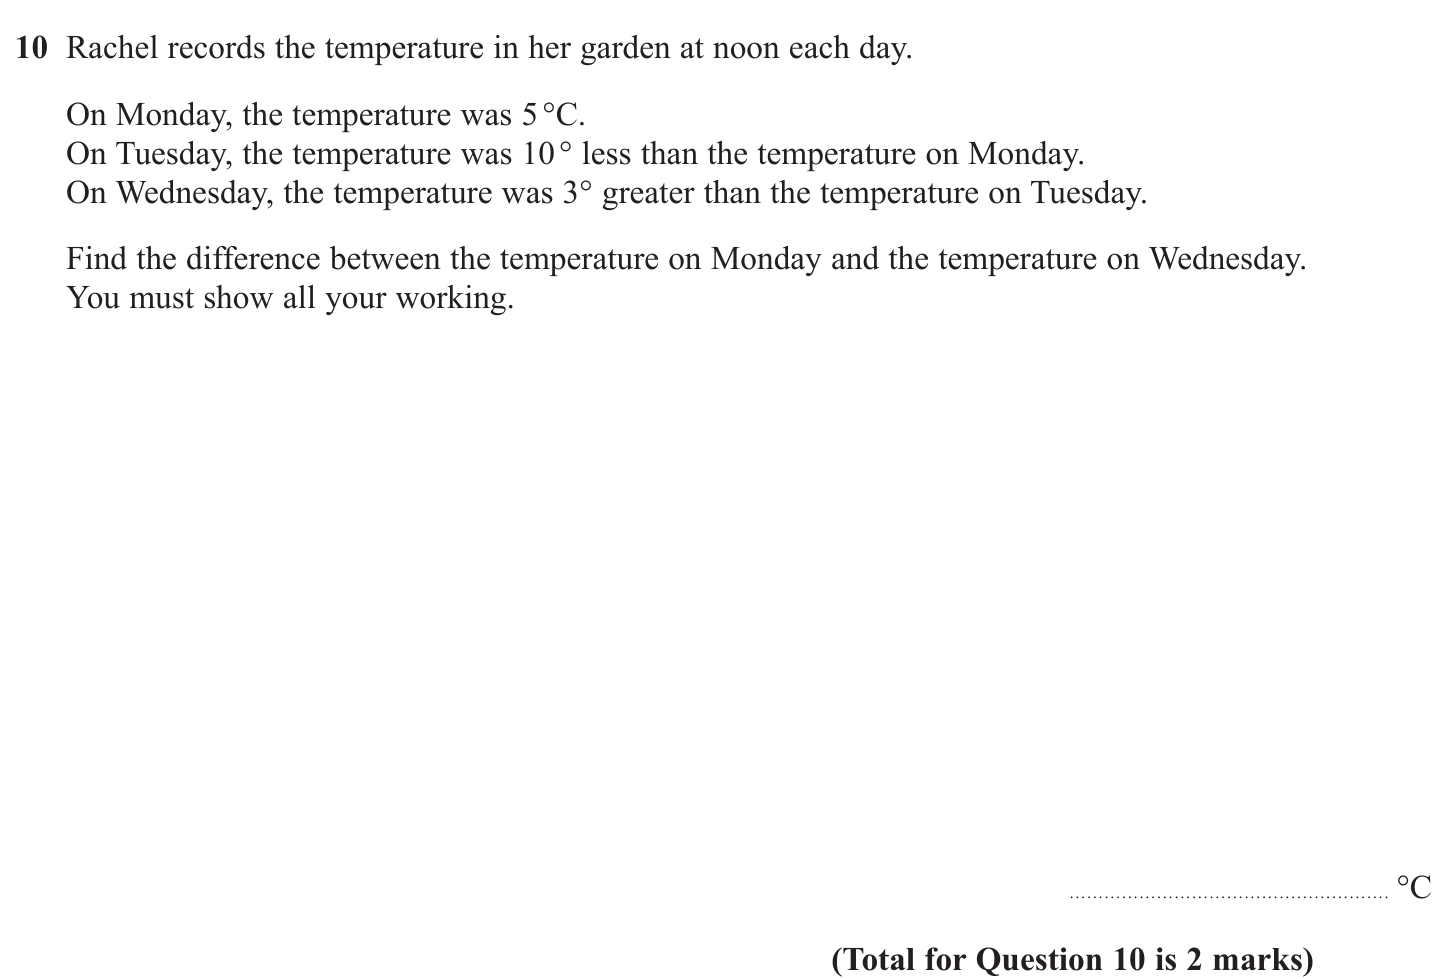 10 Rachel records the temperature in her garden at noon each day.
On Monday, the temperature was 5 °C.
On Tuesday, the temperature was 10 ° less than the temperature on Monday.
On Wednesday, the temperature was 3° greater than the temperature on Tuesday.
Find the difference between the temperature on Monday and the temperature on Wednesday.
You must show all your working.
...................................................... °C
(Total for Question 10 is 2 marks)